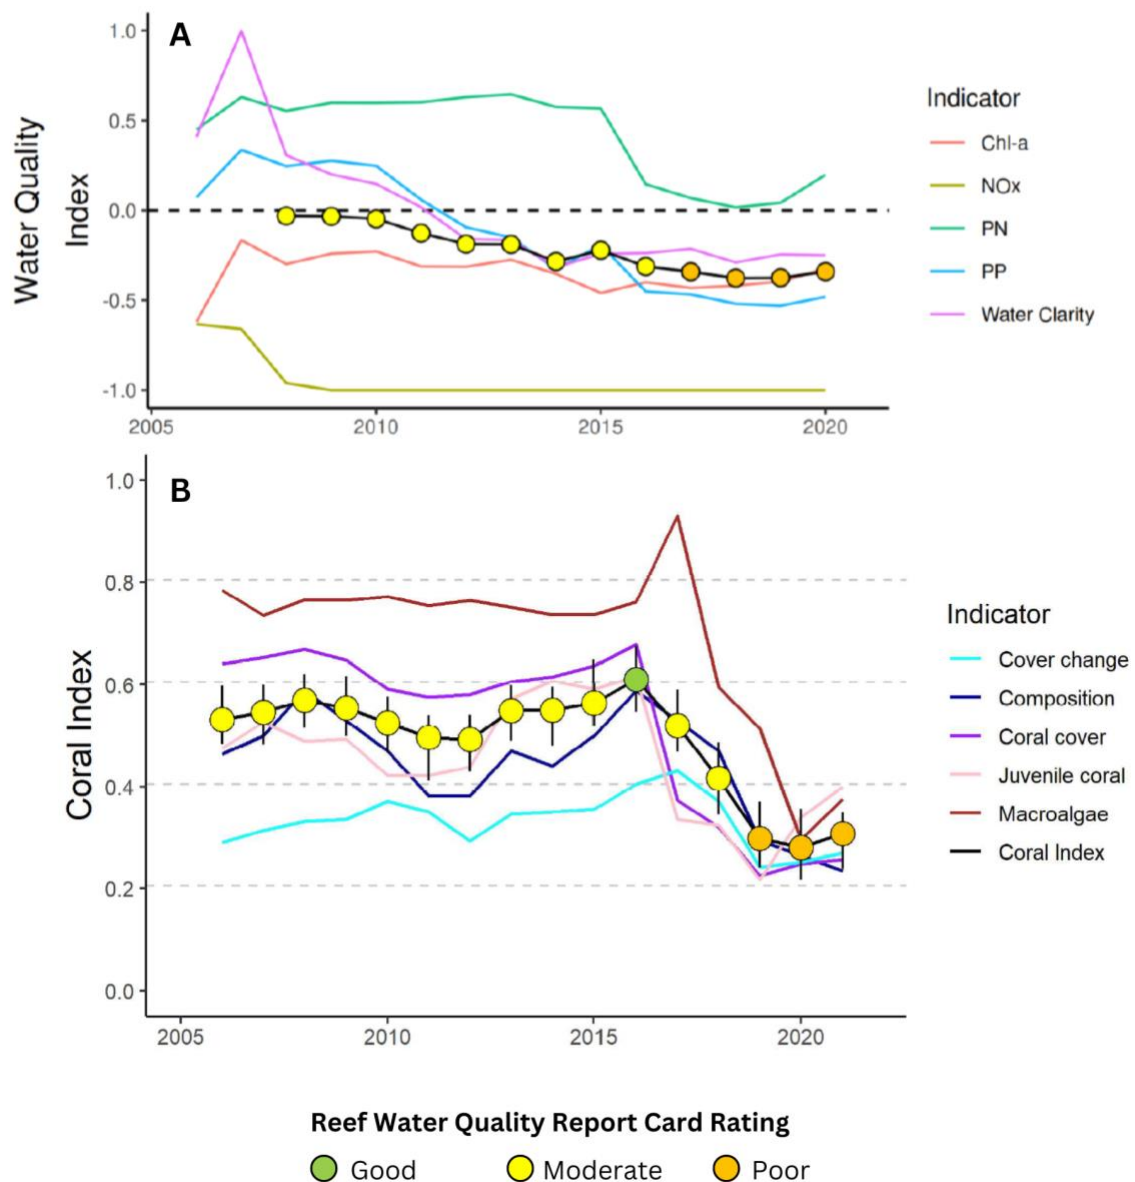 A
Water Quality
Index
1.0
0.5
0.0
-0.5
-1.0
2005 2010 2015 2020
Indicator
Chl-a
NOx
PN
PP
Water Clarity
B
Coral Index
1.0
0.8
0.6
0.4
0.2
0.0
2005 2010 2015 2020
Indicator
Cover change
Composition
Coral cover
Juvenile coral
Macroalgae
Coral Index
Reef Water Quality Report Card Rating
Good Moderate Poor